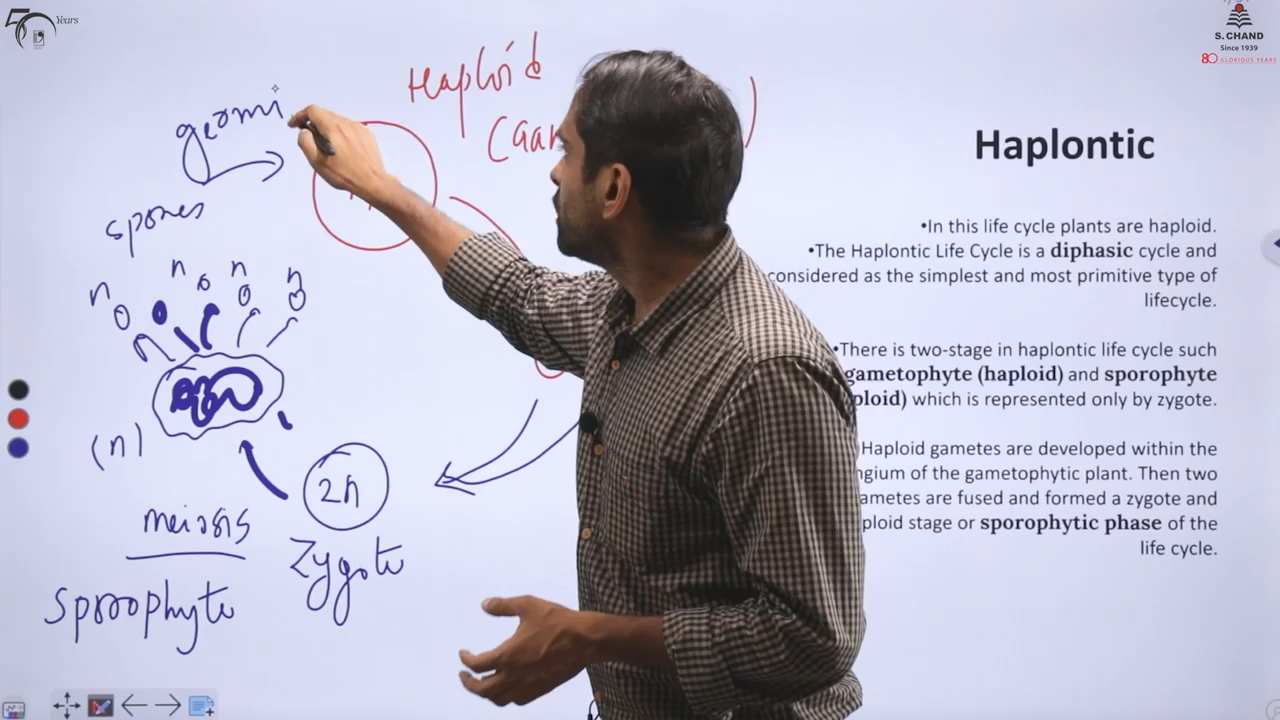 50 Years
S. CHAND
Since 1939
80 GLORIOUS YEARS
Haploid
germi
(Gam )
spores
n n n n n
(n)
2n
meiosis
Zygote
Sporophyte
Haplontic
•In this life cycle plants are haploid.
•The Haplontic Life Cycle is a diphasic cycle and
considered as the simplest and most primitive type of
lifecycle.
•There is two-stage in haplontic life cycle such
gametophyte (haploid) and sporophyte
ploid) which is represented only by zygote.
Haploid gametes are developed within the
ngium of the gametophytic plant. Then two
ametes are fused and formed a zygote and
ploid stage or sporophytic phase of the
life cycle.